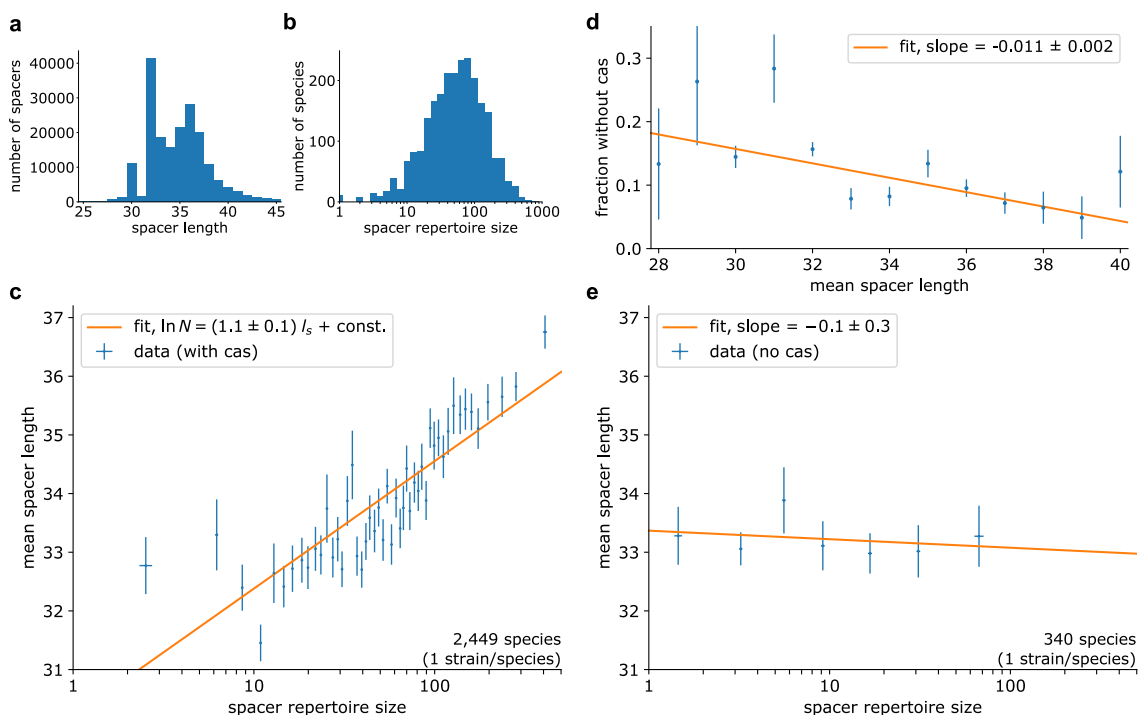 a
number of spacers
40000
30000
20000
10000
0
25 30 35 40 45
spacer length
b
number of species
200
100
0
1 10 100 1000
spacer repertoire size
d
fraction without cas
0.3
0.2
0.1
0.0
fit, slope = -0.011 ± 0.002
28 30 32 34 36 38 40
mean spacer length
c
mean spacer length
37
36
35
34
33
32
31
fit, ln N = (1.1 ± 0.1) lₛ + const.
data (with cas)
2,449 species
(1 strain/species)
1 10 100
spacer repertoire size
e
mean spacer length
37
36
35
34
33
32
31
fit, slope = −0.1 ± 0.3
data (no cas)
340 species
(1 strain/species)
1 10 100
spacer repertoire size